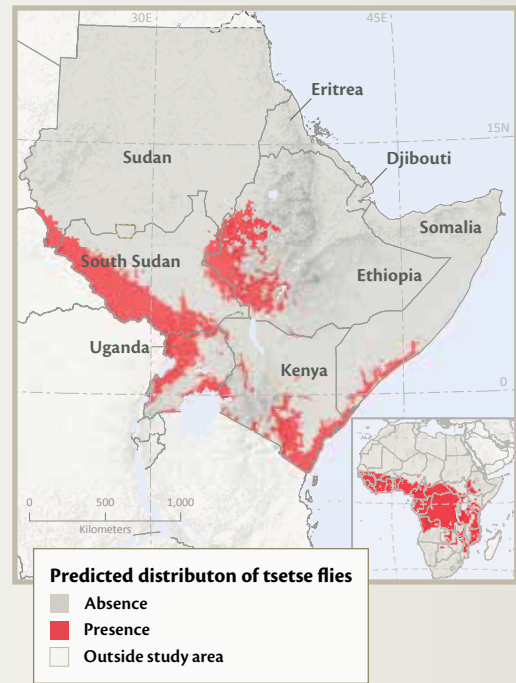 30E
45E
Eritrea
15N
Sudan
Djibouti
Somalia
South Sudan
Ethiopia
Uganda
Kenya
0
0 500 1,000
Kilometers
Predicted distributon of tsetse flies
Absence
Presence
Outside study area